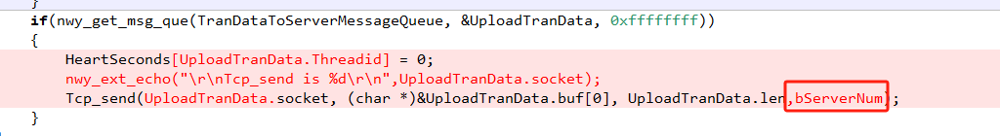 }
if(nwy_get_msg_que(TranDataToServerMessageQueue, &UploadTranData, 0xffffffff))
{
HeartSeconds[UploadTranData.Threadid] = 0;
nwy_ext_echo("\r\nTcp_send is %d\r\n",UploadTranData.socket);
Tcp_send(UploadTranData.socket, (char *)&UploadTranData.buf[0], UploadTranData.len,bServerNum);
}